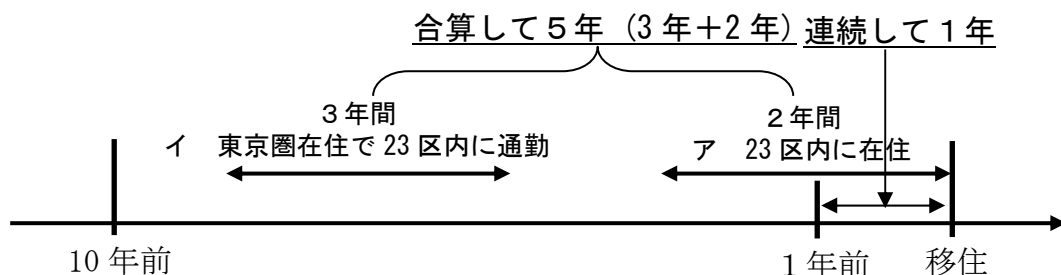 合算して５年（3 年＋2 年） 連続して１年
３年間
２年間
イ 東京圏在住で 23 区内に通勤
ア 23 区内に在住
10 年前
1 年前
移住